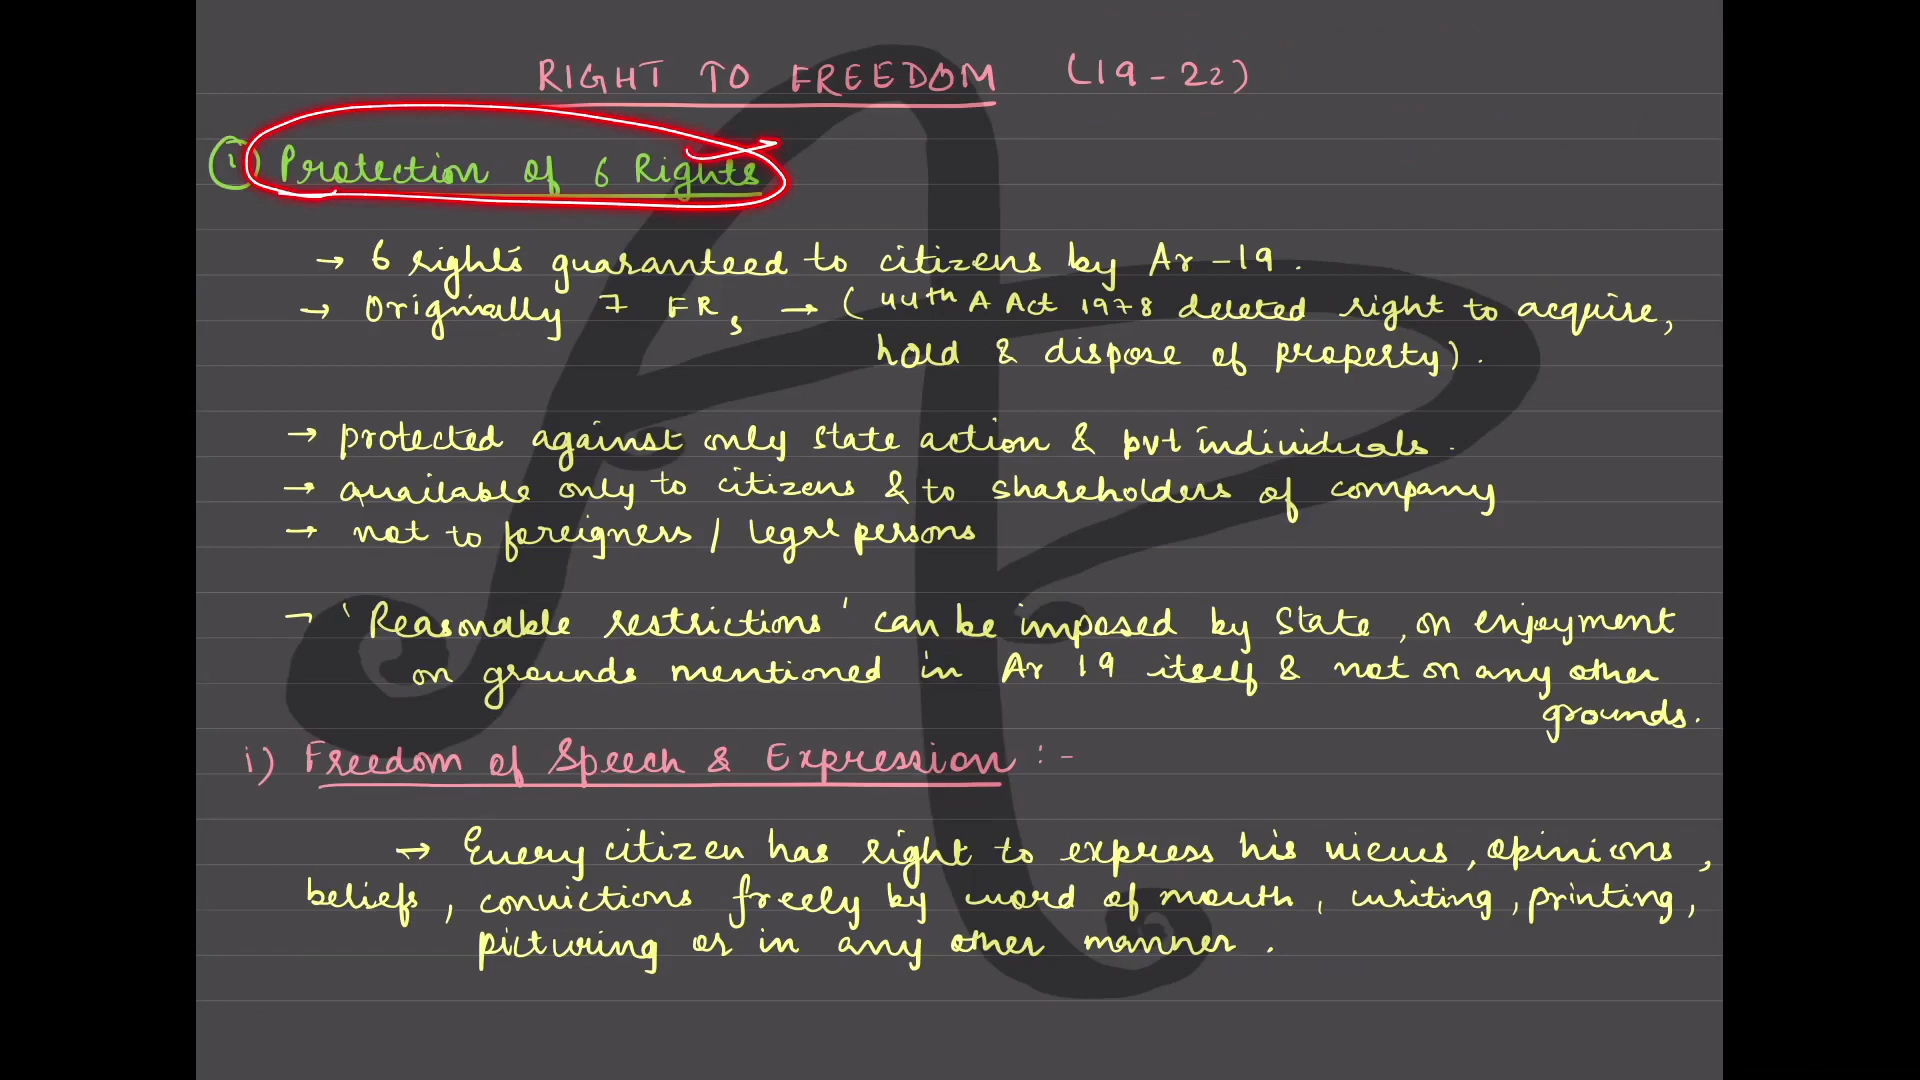 RIGHT TO FREEDOM (19-22)
i) Protection of 6 Rights
→ 6 rights guaranteed to citizens by Ar-19.
→ Originally 7 FRs → (44th A Act 1978 deleted right to acquire,
hold & dispose of property).
→ protected against only State action & pvt individuals.
→ available only to citizens & to shareholders of company
→ not to foreigness / legal persons
→ 'Reasonable restrictions' can be imposed by State, on enjoyment
on grounds mentioned in Ar 19 itself & not on any other
grounds.
i) Freedom of Speech & Expression :-
→ Every citizen has right to express his views, opinions,
beliefs, convictions freely by word of mouth, writing, printing,
picturing or in any other manner.